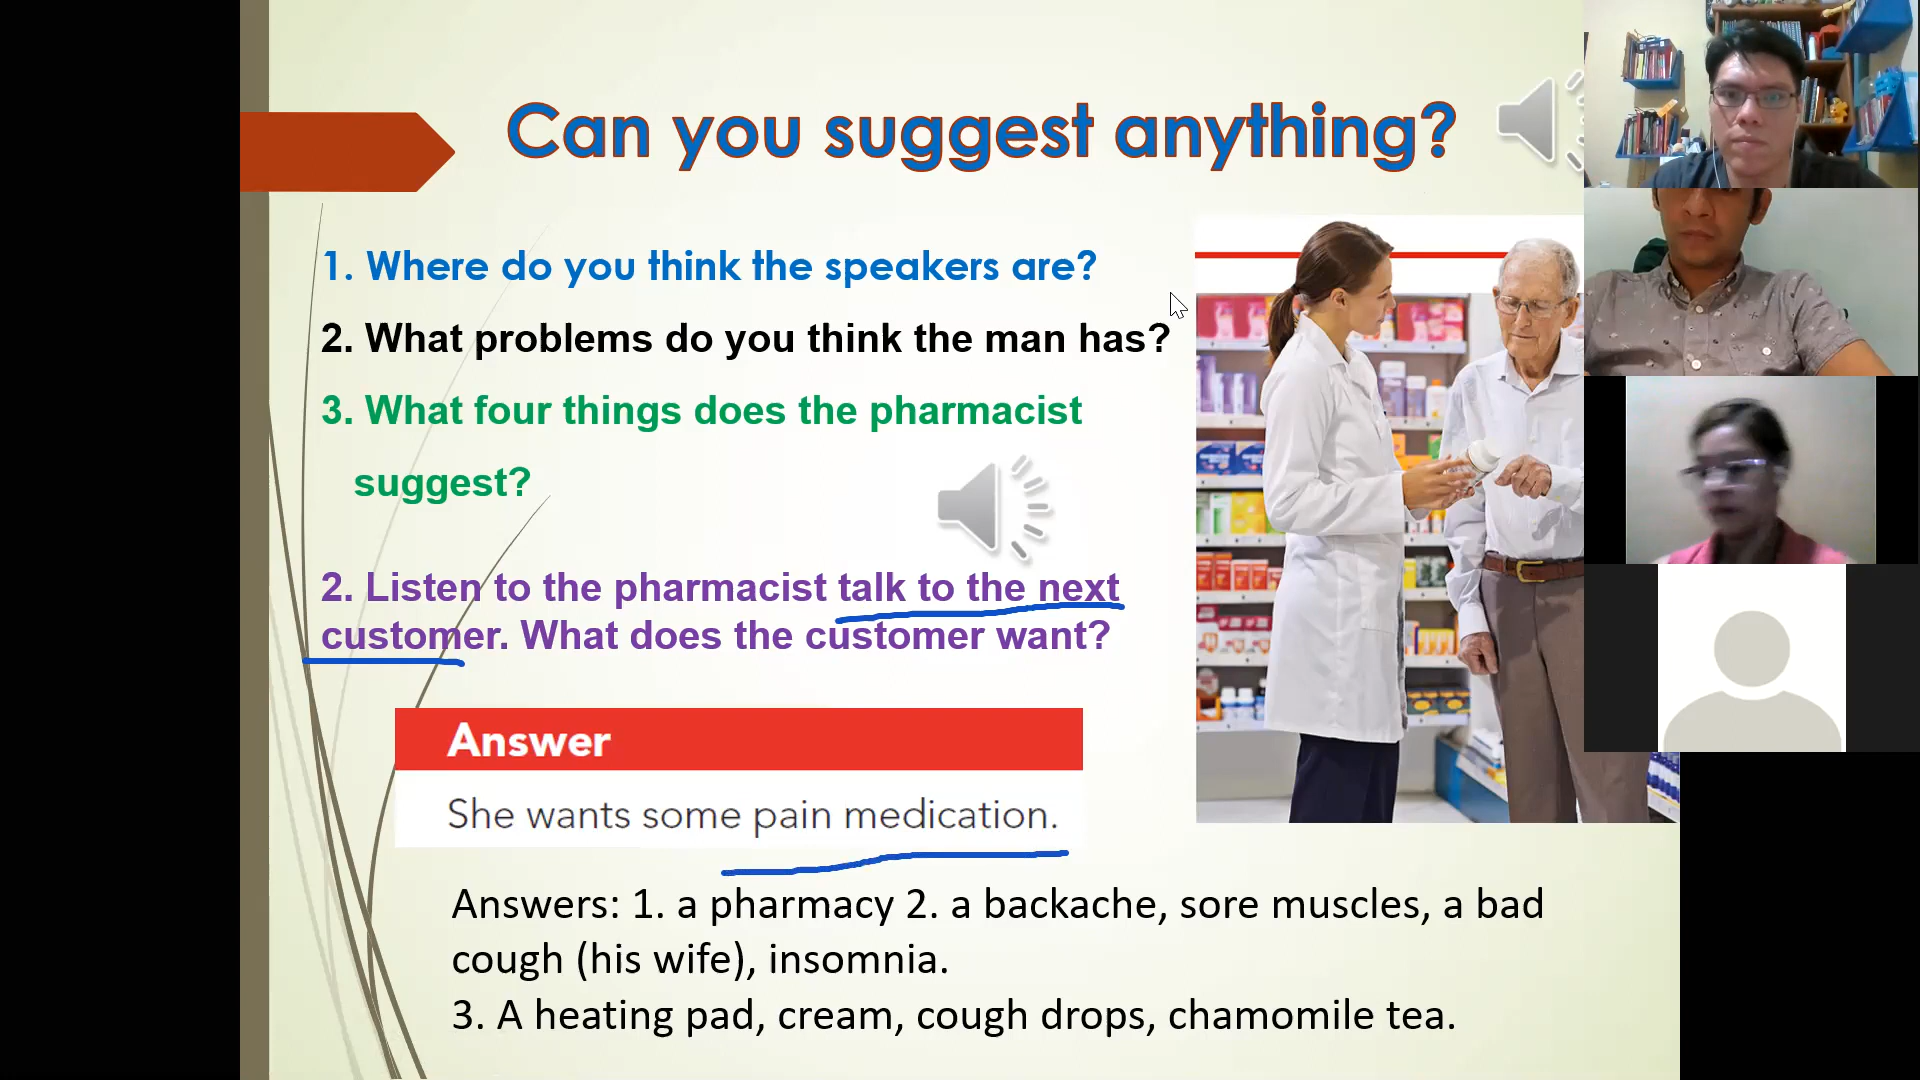 Can you suggest anything?
1. Where do you think the speakers are?
2. What problems do you think the man has?
3. What four things does the pharmacist
suggest?
2. Listen to the pharmacist talk to the next
customer. What does the customer want?
Answer
She wants some pain medication.
Answers: 1. a pharmacy 2. a backache, sore muscles, a bad
cough (his wife), insomnia.
3. A heating pad, cream, cough drops, chamomile tea.